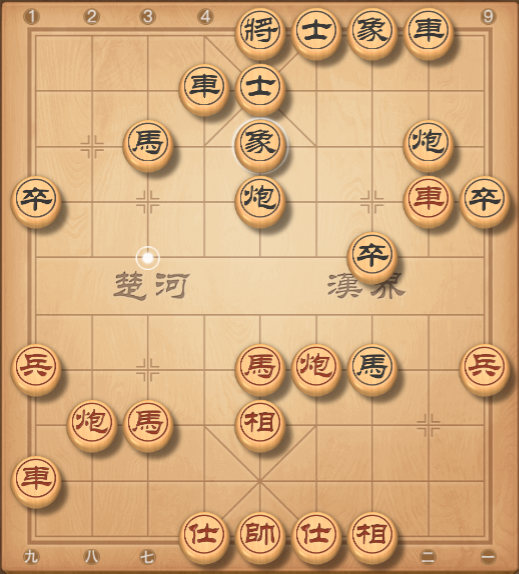 1 2 3 4 將 士 象 車 9
車 士
馬 象 炮
卒 炮 車 卒
卒
楚河 漢界
兵 馬 炮 馬 兵
炮 馬 相
車
仕 帥 仕 相
九 八 七 二 一